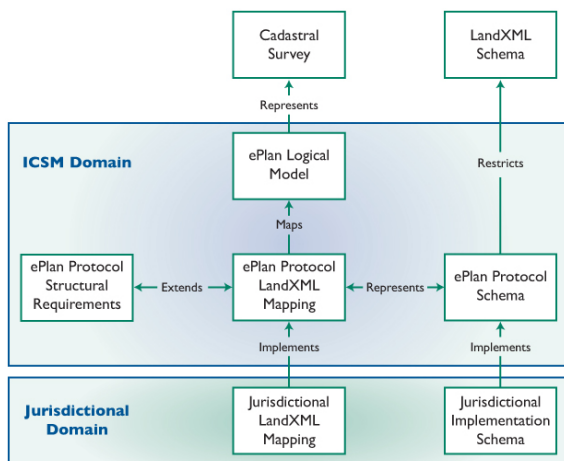 Cadastral
Survey
LandXML
Schema
Represents
ICSM Domain
ePlan Logical
Model
Restricts
Maps
ePlan Protocol
Structural
Requirements
Extends
ePlan Protocol
LandXML
Mapping
Represents
ePlan Protocol
Schema
Implements
Implements
Jurisdictional
Domain
Jurisdictional
LandXML
Mapping
Jurisdictional
Implementation
Schema